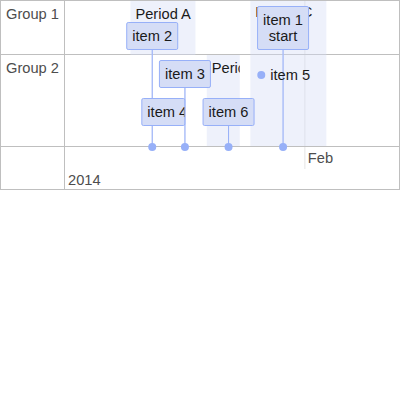 Group 1
Period A
item 2
item 1
start
Group 2
item 3
item 5
item 4
item 6
Feb
2014